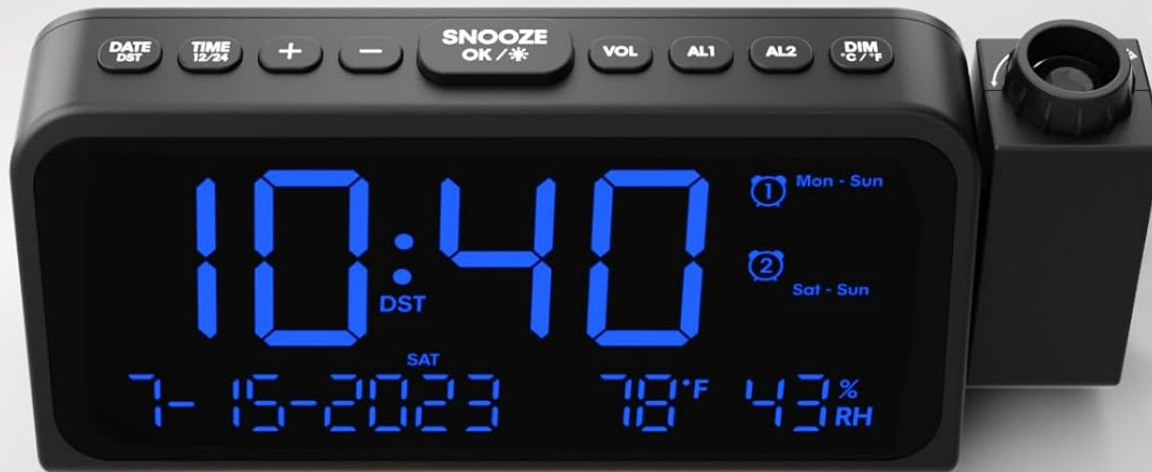 DATE DST
TIME 12/24
+
−
SNOOZE OK /☀
VOL
AL1
AL2
DIM °C/°F
10:40
DST
1 Mon - Sun
2 Sat - Sun
SAT
7-15-2023
78°F
43% RH